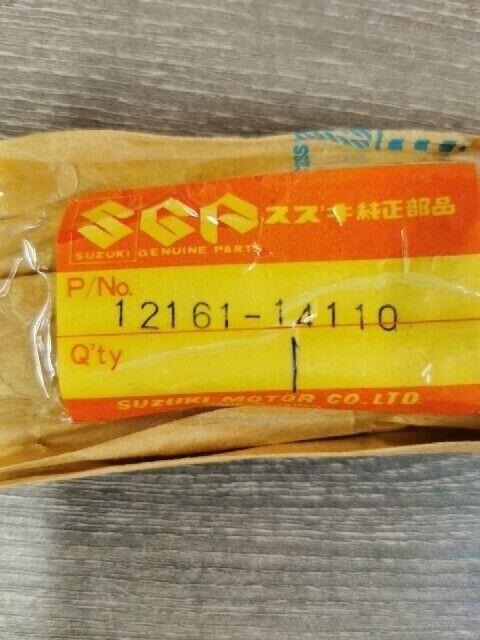 SGP スズキ純正部品
SUZUKI GENUINE PARTS
P/No. 12161-14110
Q'ty 1
SUZUKI MOTOR CO.LTD